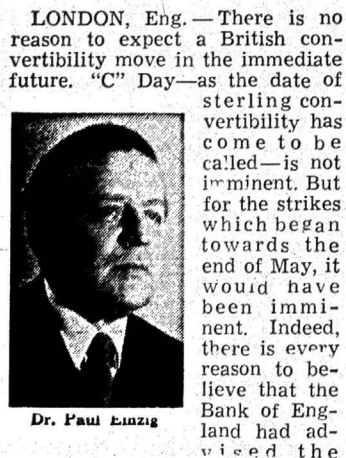 LONDON, Eng. — There is no
reason to expect a British con-
vertibility move in the immediate
future. "C" Day—as the date of
sterling con-
vertibility has
come to be
called—is not
imminent. But
for the strikes
which began
towards the
end of May, it
would have
been immi-
nent. Indeed,
there is every
reason to be-
lieve that the
Bank of Eng-
land had ad-
vised the
Dr. Paul Einzig